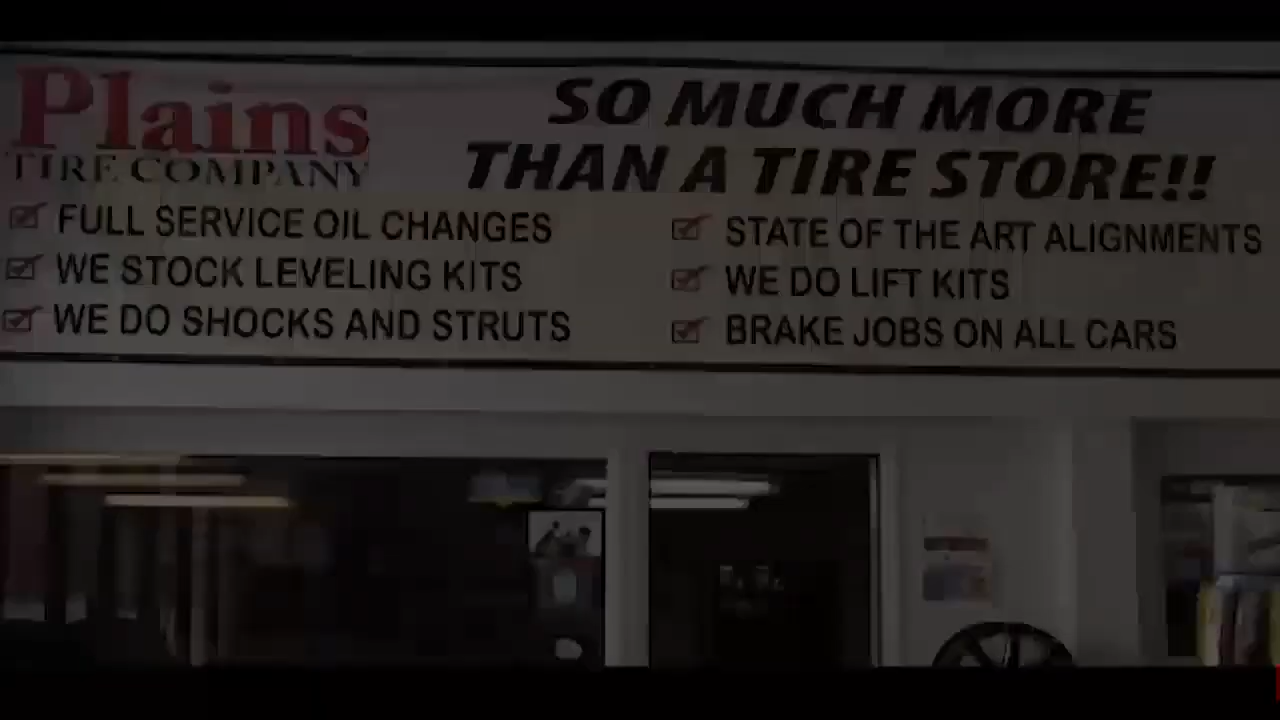 Plains
TIRE COMPANY
SO MUCH MORE
THAN A TIRE STORE!!
FULL SERVICE OIL CHANGES
WE STOCK LEVELING KITS
WE DO SHOCKS AND STRUTS
STATE OF THE ART ALIGNMENTS
WE DO LIFT KITS
BRAKE JOBS ON ALL CARS